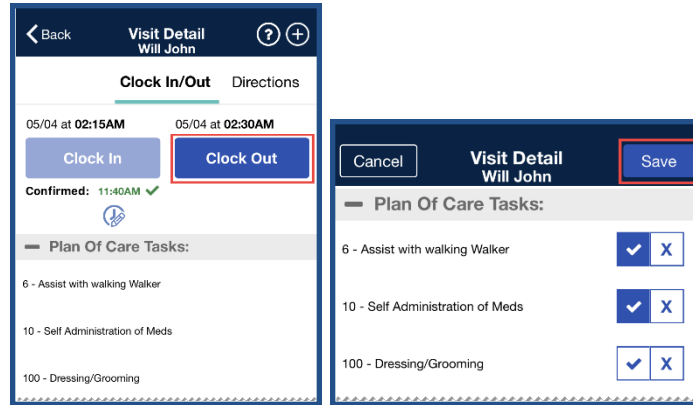 Back Visit Detail ? +
Will John
Clock In/Out Directions
05/04 at 02:15AM 05/04 at 02:30AM
Clock In Clock Out
Confirmed: 11:40AM
Plan Of Care Tasks:
6 - Assist with walking Walker
10 - Self Administration of Meds
100 - Dressing/Grooming
Cancel Visit Detail Save
Will John
Plan Of Care Tasks:
6 - Assist with walking Walker X
10 - Self Administration of Meds X
100 - Dressing/Grooming X